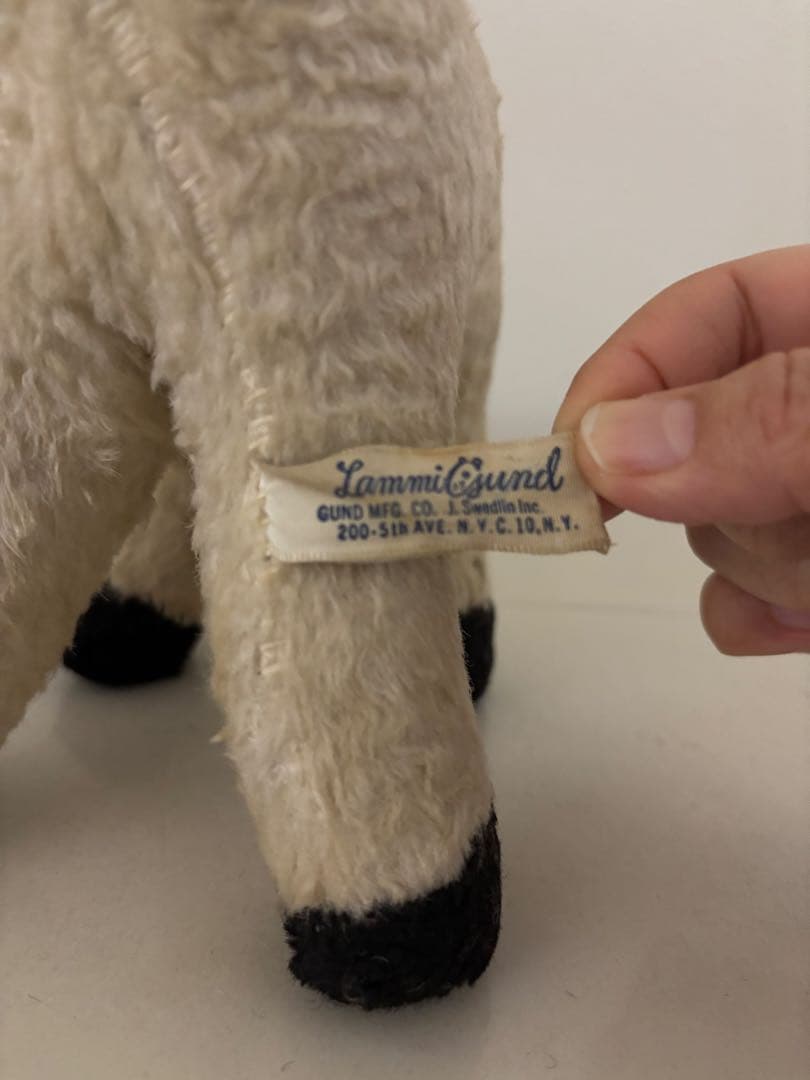 LammiGund
GUND MFG. CO. J. Swedlin Inc.
200-5th AVE. N.Y.C. 10, N.Y.